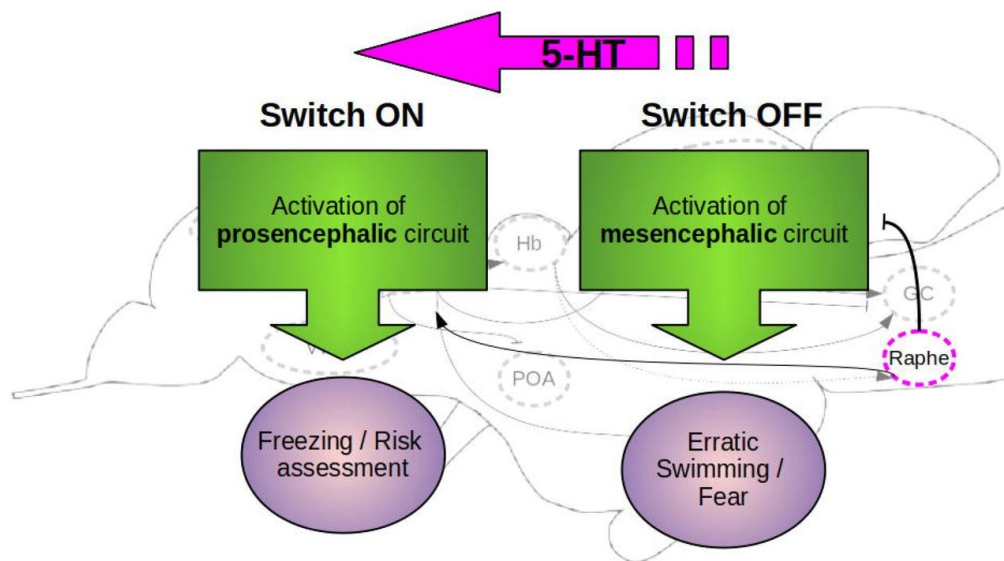 5-HT
Switch ON
Switch OFF
Activation of
prosencephalic circuit
Activation of
mesencephalic circuit
Hb
GC
Raphe
POA
Freezing / Risk
assessment
Erratic
Swimming /
Fear